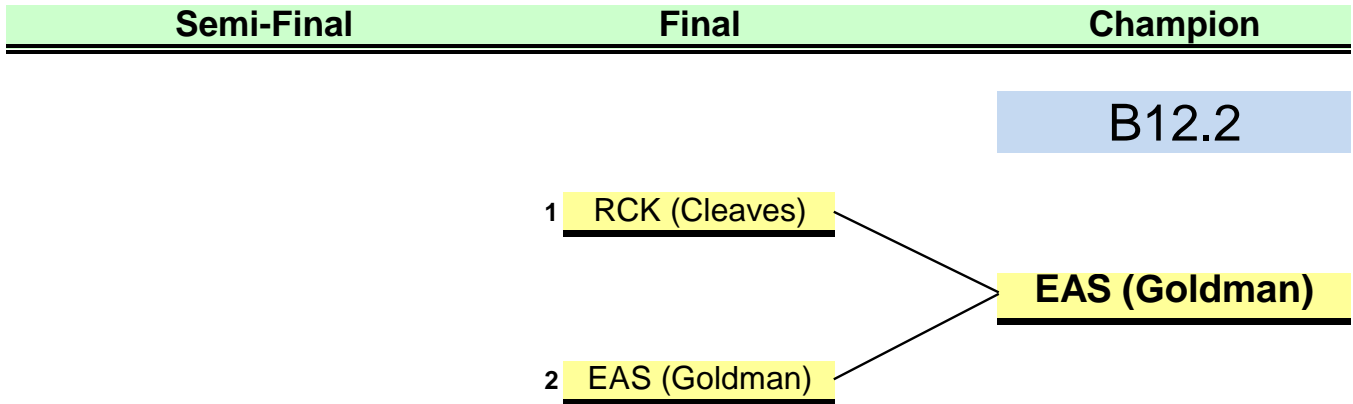 Semi-Final Final Champion
B12.2
1 RCK (Cleaves)
EAS (Goldman)
2 EAS (Goldman)